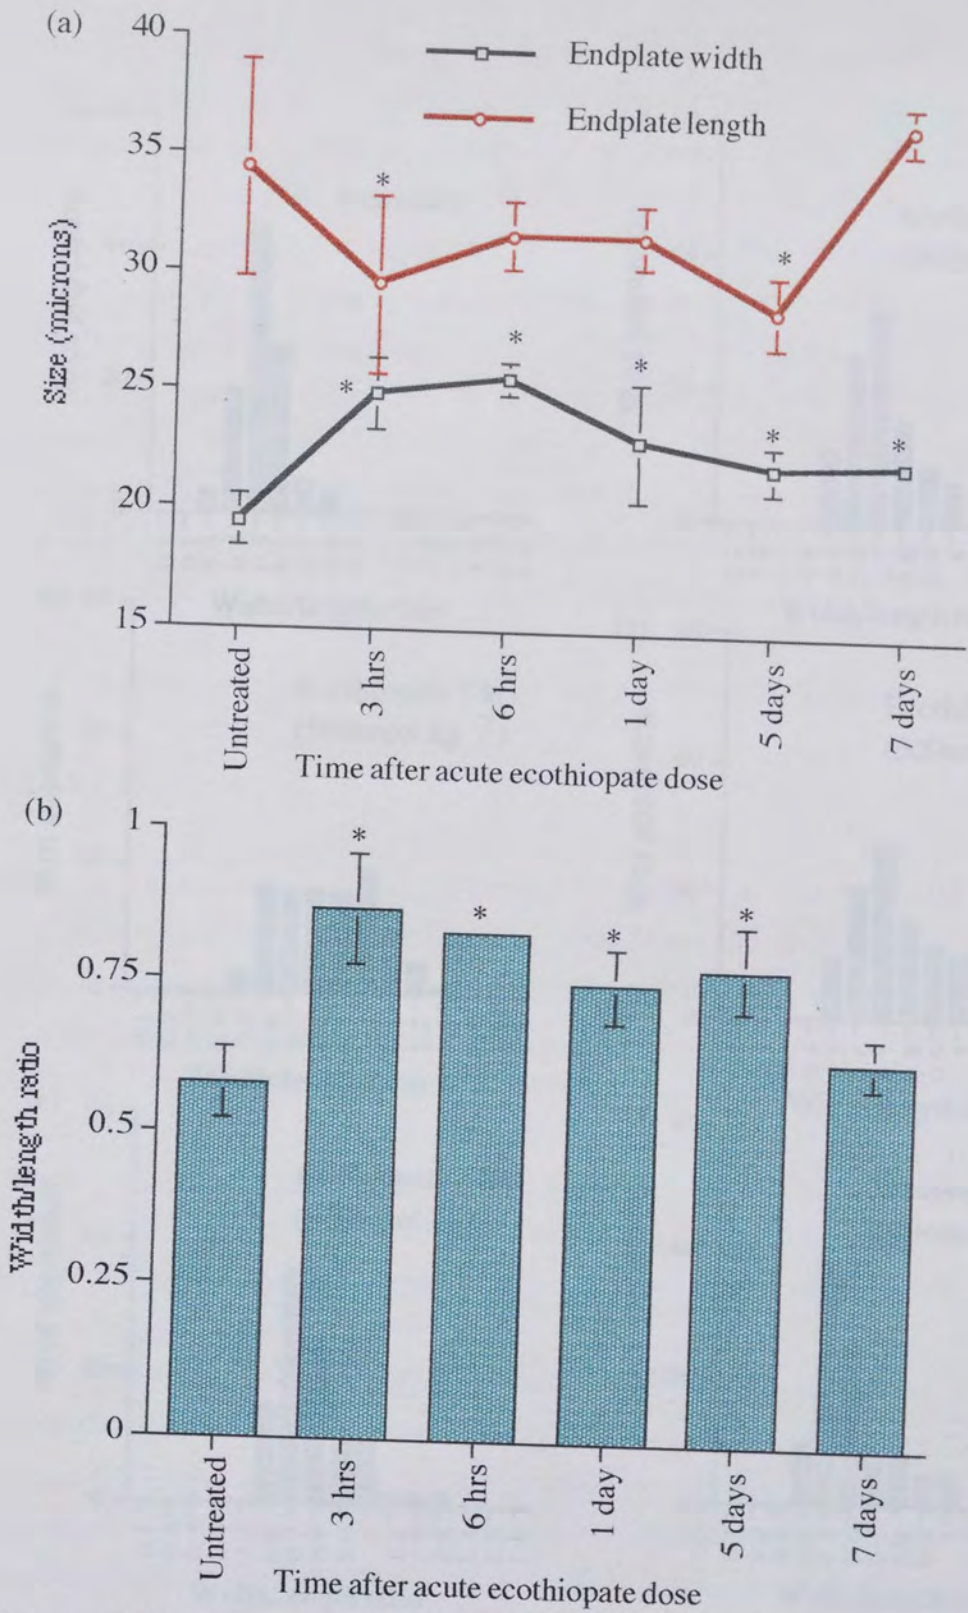 (a)
40
35
30
25
20
15
Size (microns)
Endplate width
Endplate length
*
*
*
*
*
*
*
Untreated
3 hrs
6 hrs
1 day
5 days
7 days
Time after acute ecothiopate dose
(b)
1
0.75
0.5
0.25
0
Width/length ratio
*
*
*
*
Untreated
3 hrs
6 hrs
1 day
5 days
7 days
Time after acute ecothiopate dose